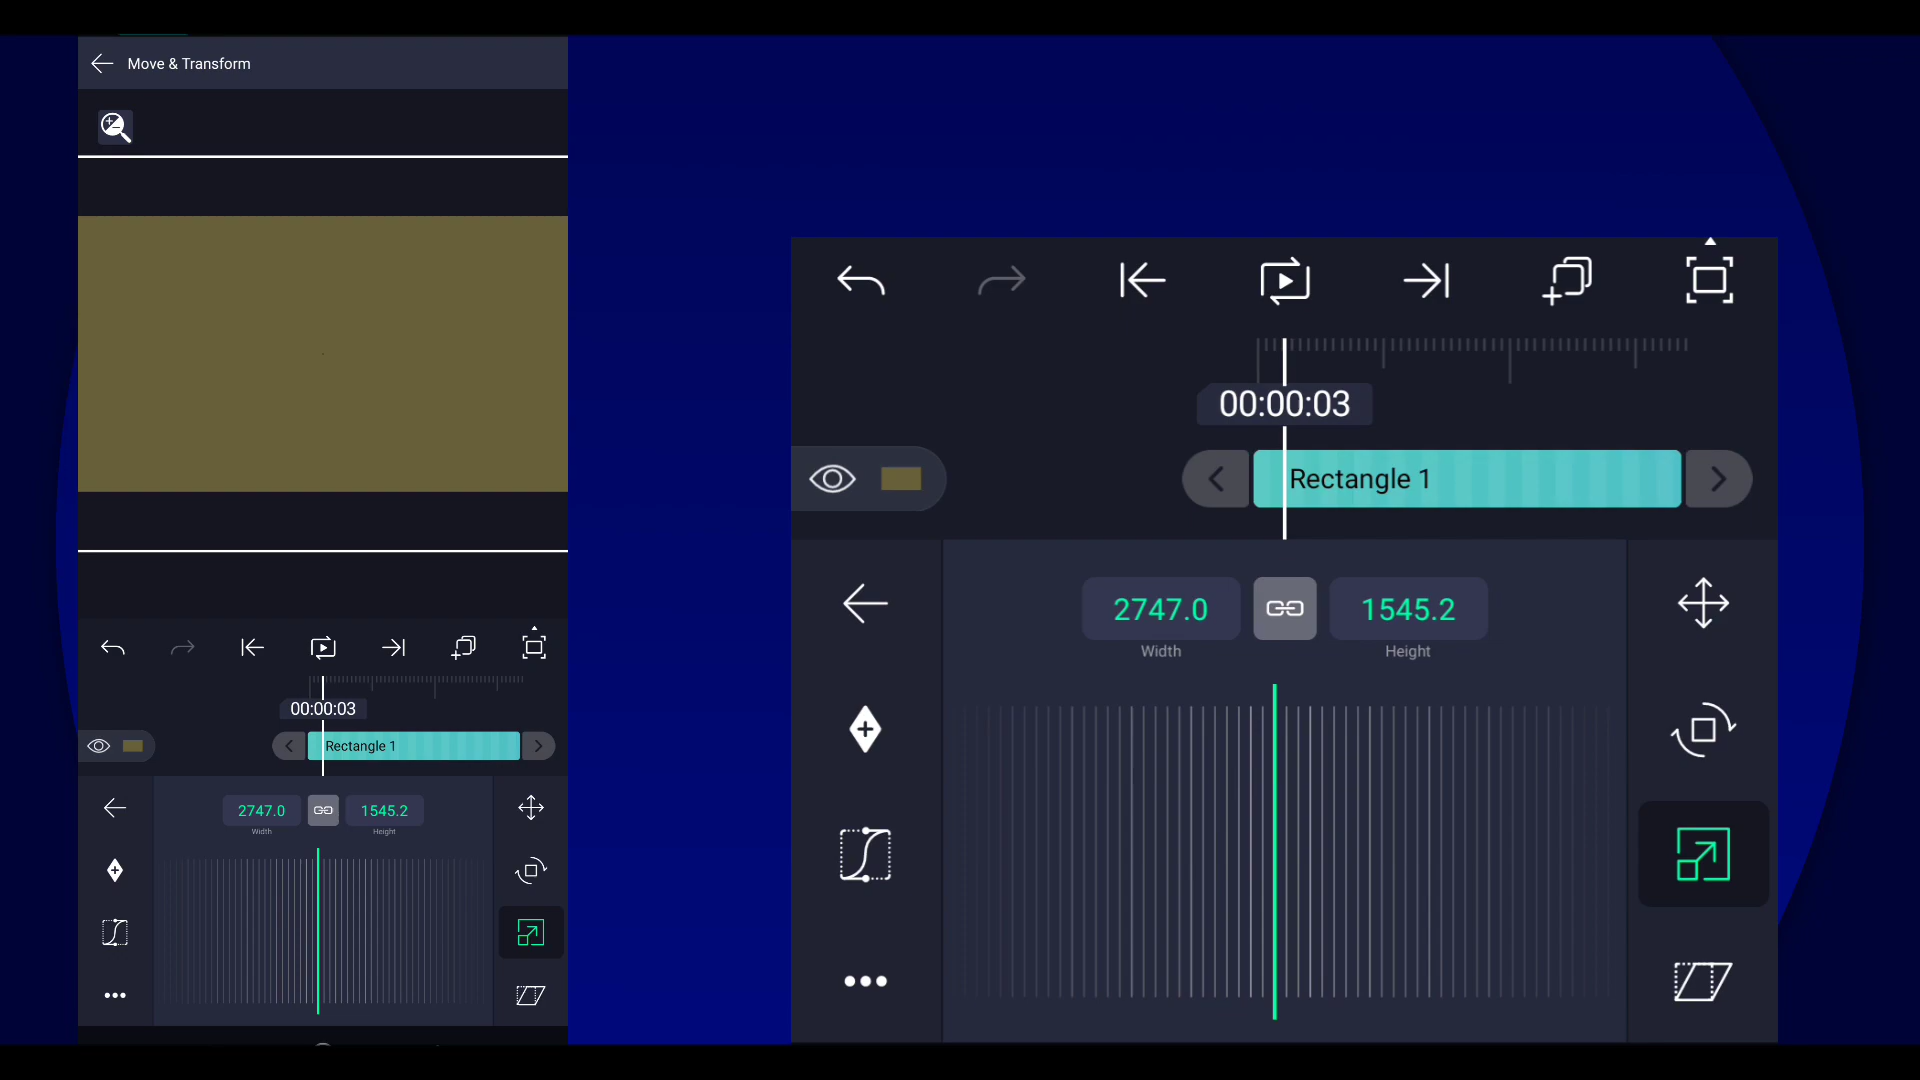 Move & Transform
00:00:03
Rectangle 1
2747.0 1545.2
Width Height
00:00:03
Rectangle 1
2747.0 1545.2
Width Height